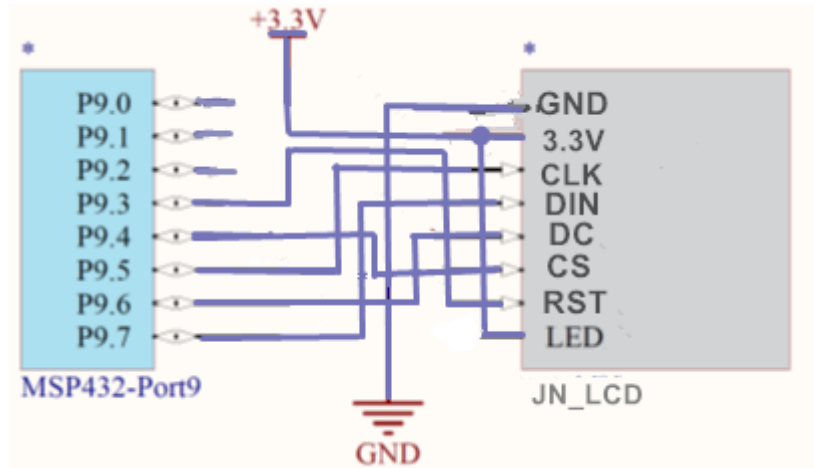 +3.3V
*
P9.0
P9.1
P9.2
P9.3
P9.4
P9.5
P9.6
P9.7
MSP432-Port9
*
GND
3.3V
CLK
DIN
DC
CS
RST
LED
JN_LCD
GND